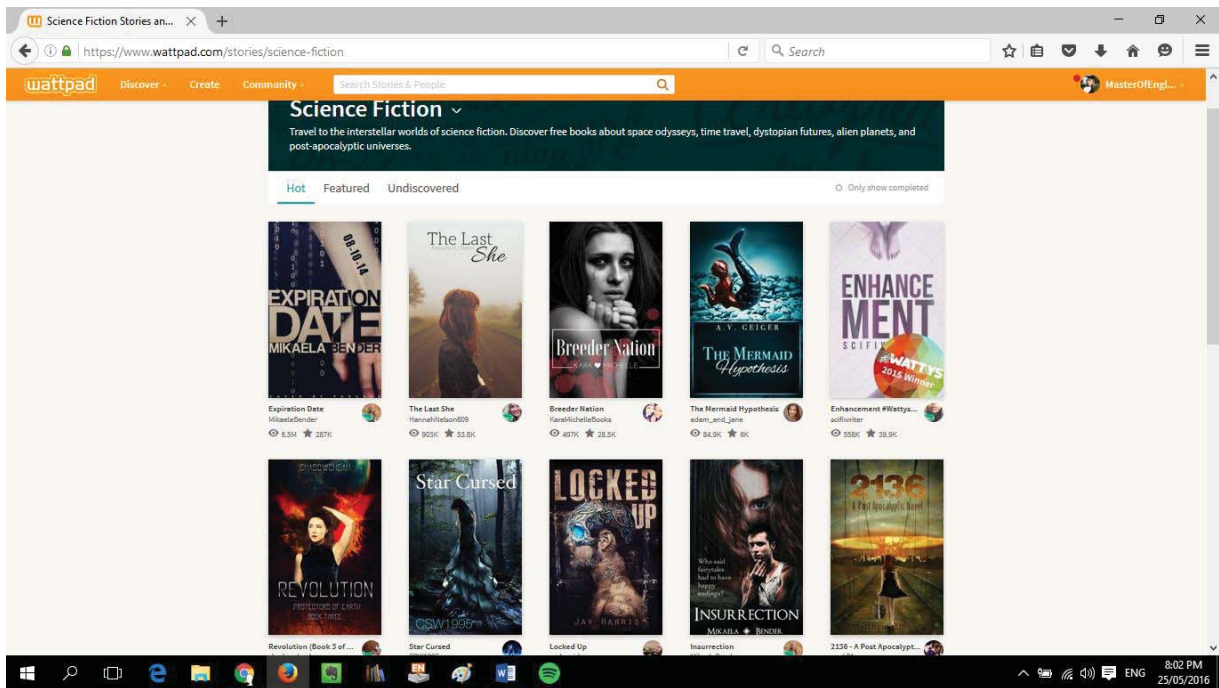 Science Fiction Stories an...
https://www.wattpad.com/stories/science-fiction
Search
wattpad
Discover
Create
Community
Search Stories & People
MasterOfEngl...
Science Fiction
Travel to the interstellar worlds of science fiction. Discover free books about space odysseys, time travel, dystopian futures, alien planets, and
post-apocalyptic universes.
Hot Featured Undiscovered
Only show completed
08.10.14
EXPIRATION
DATE
MIKAELA BENDER
The Last
She
Breeder Nation
KARA MICHELLE
A.V. GEIGER
THE MERMAID
Hypothesis
ENHANCE
MENT
SCIFIW
#WATTYS
2015 Winner
Expiration Date
MikaelaBender
6.5M 287K
The Last She
HannahNelson809
903K 53.8K
Breeder Nation
KaraMichelleBooks
497K 28.5K
The Mermaid Hypothesis
adam_and_jane
84.9K 6K
Enhancement #Wattys...
scifiwriter
558K 39.9K
REVOLUTION
PROTECTORS OF EARTH
BOOK THREE
Star Cursed
CSW1995
LOCKED
UP
JAY HARRIS
Who said
fairytales
had to have
happy
endings?
INSURRECTION
MIKAELA BENDER
2136
A Post Apocalyptic Novel
Revolution (Book 3 of ...
Star Cursed
Locked Up
Insurrection
2136 - A Post Apocalypt...
EN
ENG
8:02 PM
25/05/2016